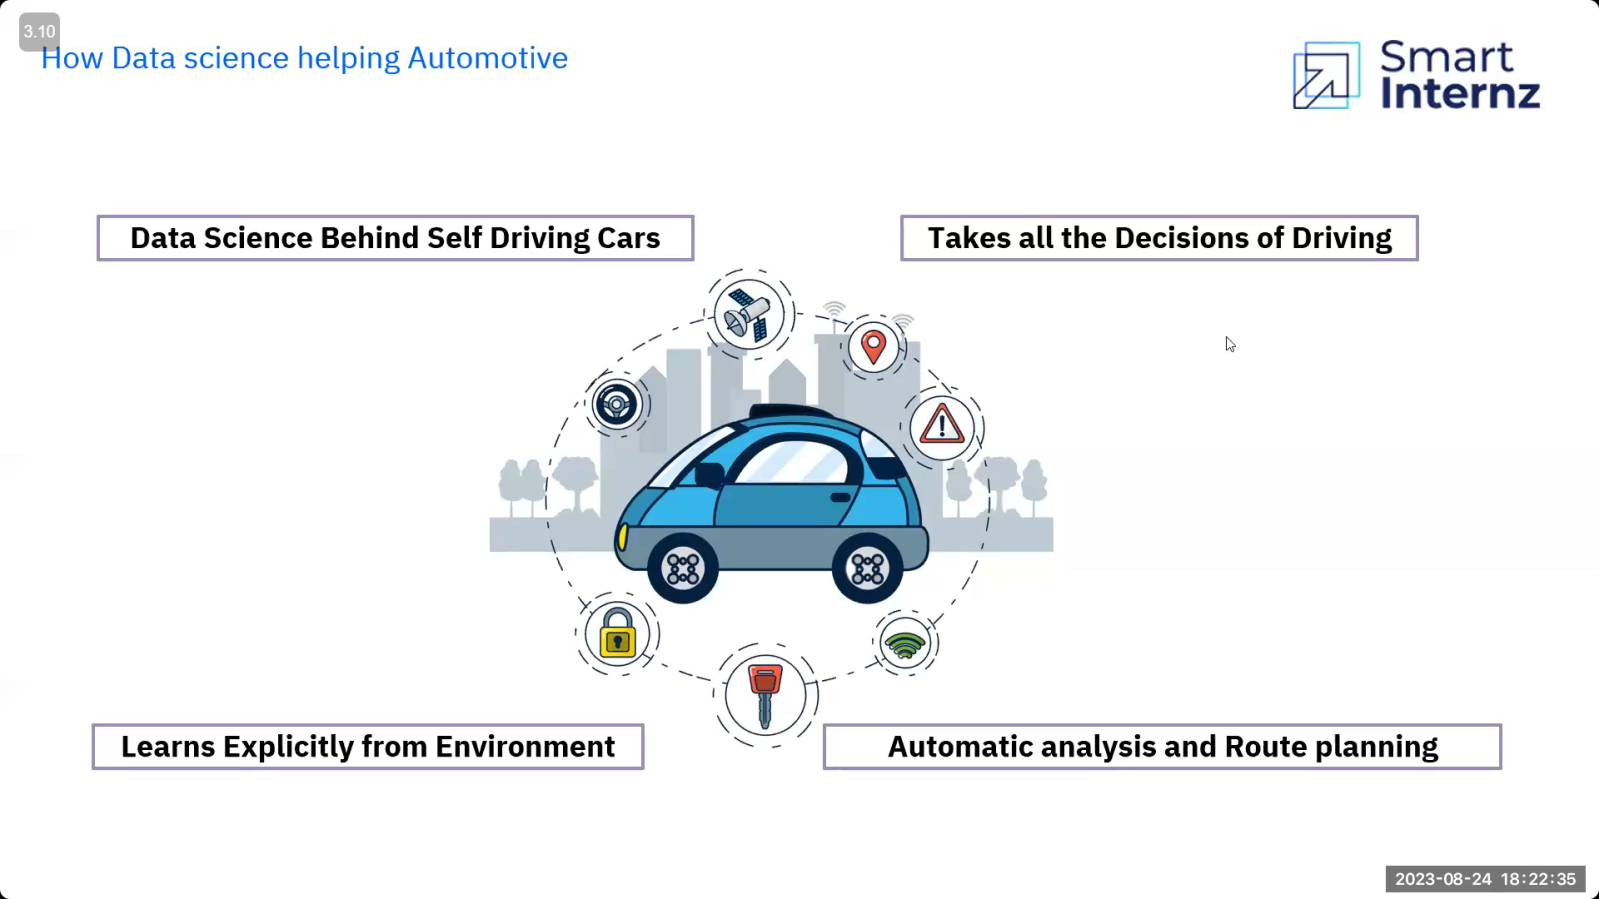 3.10
How Data science helping Automotive
Smart
Internz
Data Science Behind Self Driving Cars
Takes all the Decisions of Driving
Learns Explicitly from Environment
Automatic analysis and Route planning
2023-08-24 18:22:35